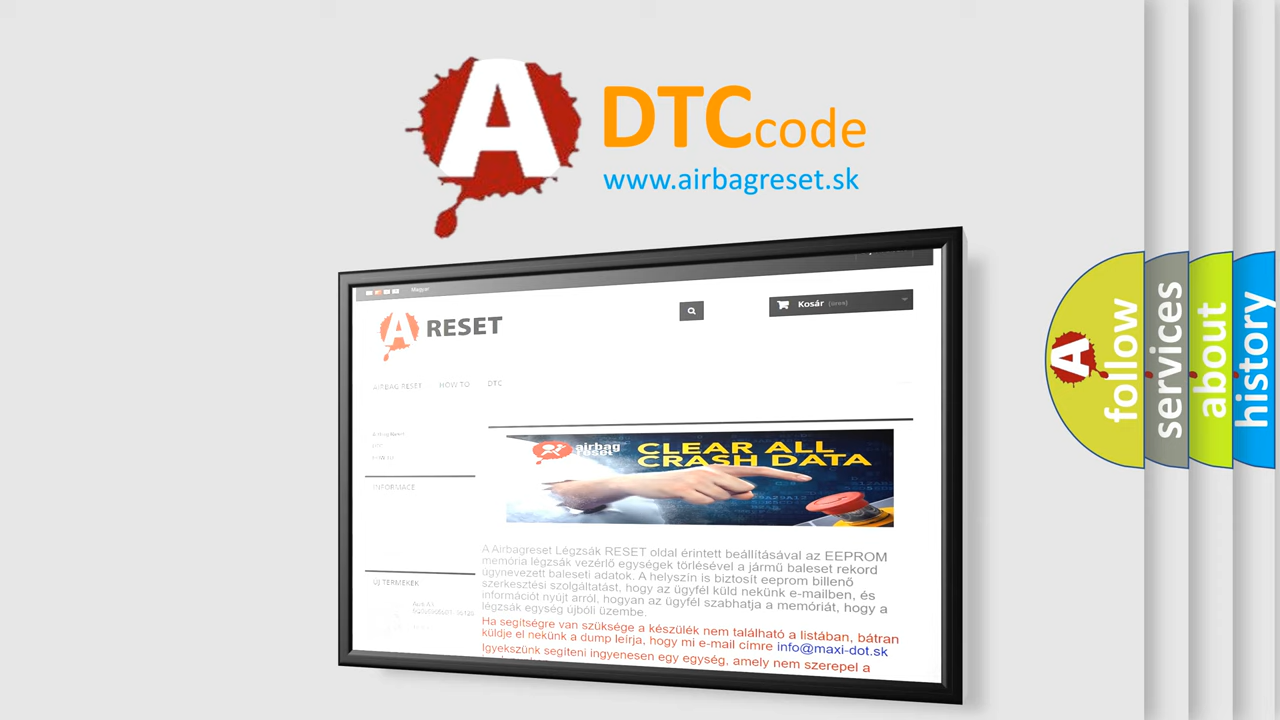 A
DTCcode
www.airbagreset.sk
Magyar
A RESET
Kosár (üres)
AIRBAG RESET HOW TO DTC
INFORMACE
airbag
reset
CLEAR ALL
CRASH DATA
A Airbagreset Légzsák RESET oldal érintett beállításával az EEPROM
memória légzsák vezérlő egységek törlésével a jármű baleset rekord
úgynevezett baleseti adatok. A helyszín is biztosít eeprom billenő
szerkesztési szolgáltatást, hogy az ügyfél küld nekünk e-mailben, és
információt nyújt arról, hogyan az ügyfél szabhatja a memóriát, hogy a
légzsák egység újbóli üzembe.
Ha segítségre van szüksége a készülék nem található a listában, bátran
küldje el nekünk a dump leírja, hogy mi e-mail címre info@maxi-dot.sk
Igyekszünk segíteni ingyenesen egy egység, amely nem szerepel a
ÚJ TERMÉKEK
A
follow
services
about
history